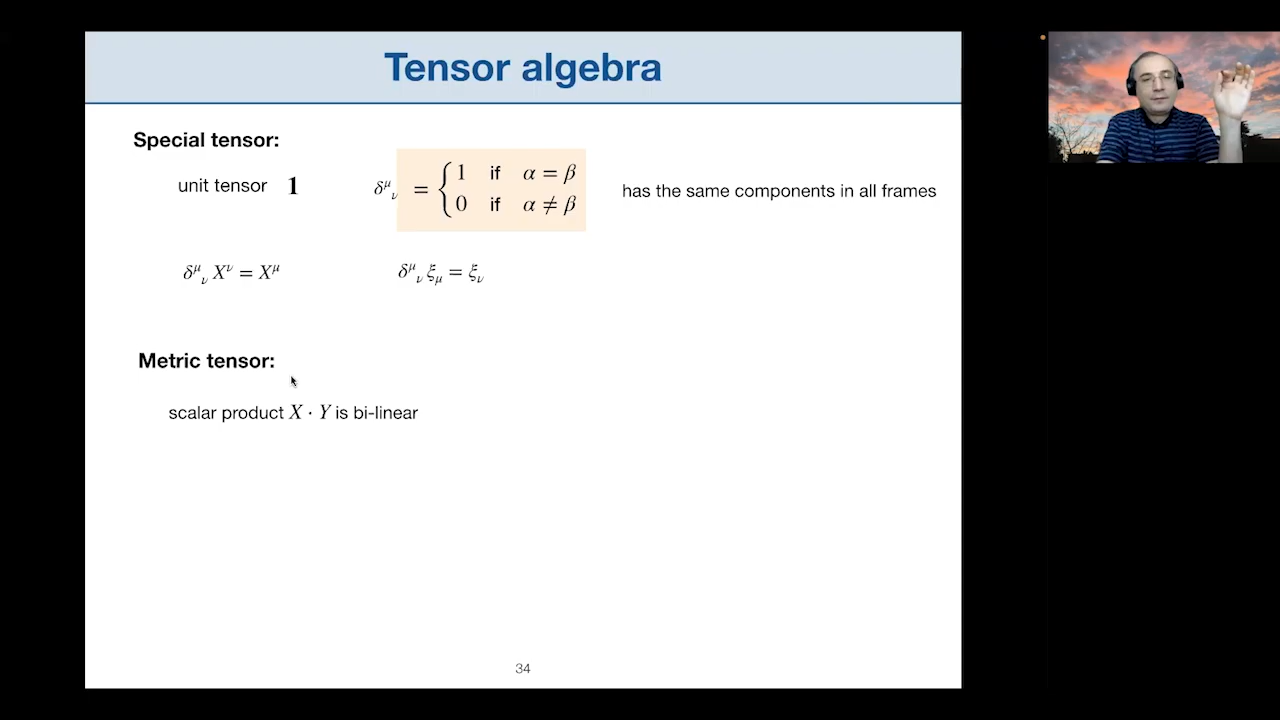 Tensor algebra
Special tensor:
unit tensor 1
δ^μ_ν = { 1 if α = β
0 if α ≠ β
has the same components in all frames
δ^μ_ν X^ν = X^μ
δ^μ_ν ξ_μ = ξ_ν
Metric tensor:
scalar product X · Y is bi-linear
34